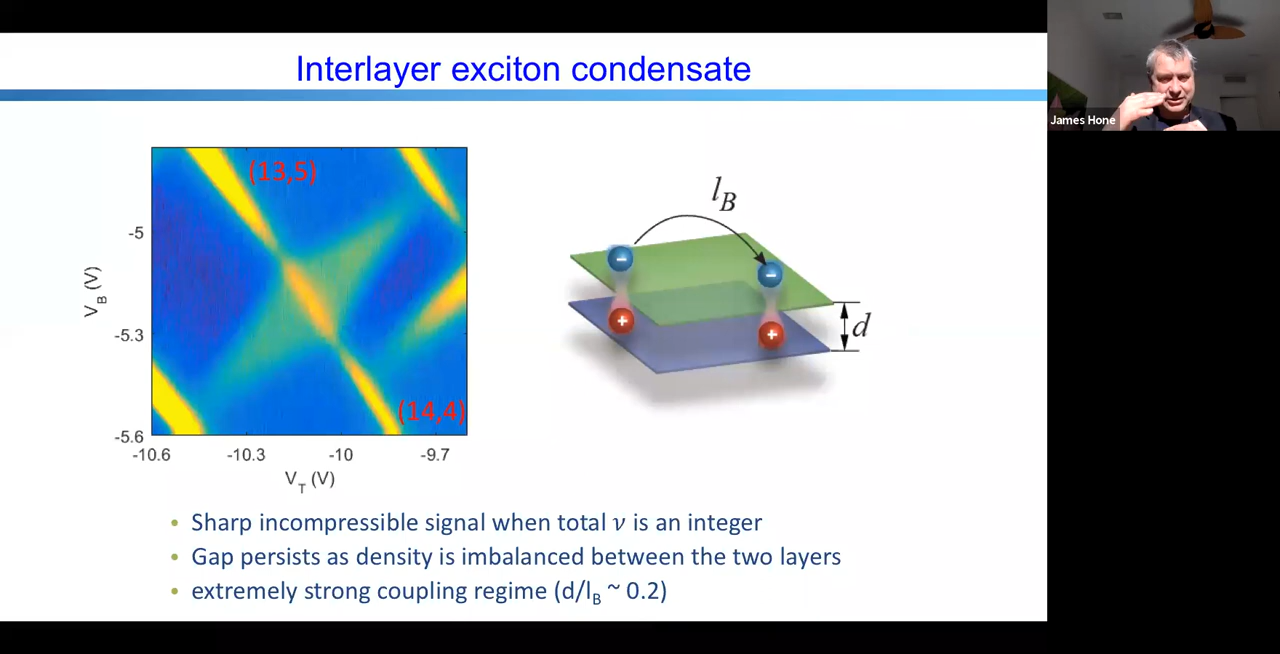 Interlayer exciton condensate
James Hone
(13,5)
(14,4)
-5
-5.3
-5.6
V_B (V)
-10.6 -10.3 -10 -9.7
V_T (V)
l_B
d
• Sharp incompressible signal when total ν is an integer
• Gap persists as density is imbalanced between the two layers
• extremely strong coupling regime (d/l_B ~ 0.2)